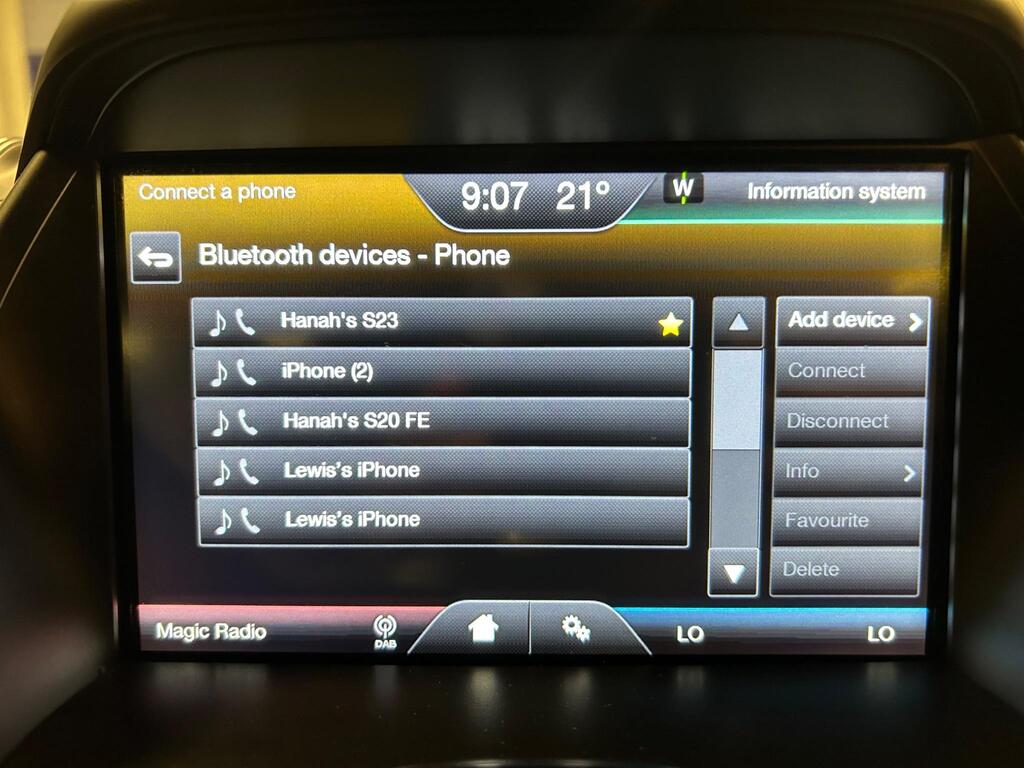 Connect a phone
9:07 21°
W
Information system
Bluetooth devices - Phone
Hanah's S23
Add device
iPhone (2)
Connect
Hanah's S20 FE
Disconnect
Lewis's iPhone
Info
Lewis's iPhone
Favourite
Delete
Magic Radio
DAB
LO
LO